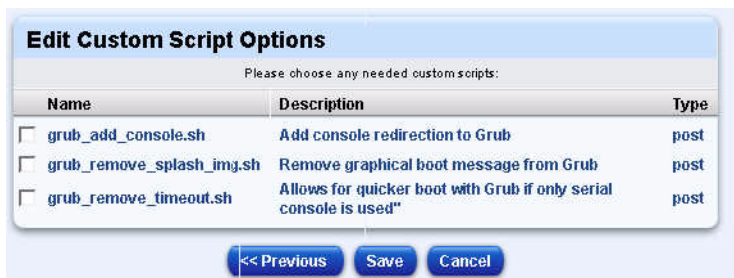 Edit Custom Script Options
Please choose any needed custom scripts:
Name Description Type
grub_add_console.sh Add console redirection to Grub post
grub_remove_splash_img.sh Remove graphical boot message from Grub post
grub_remove_timeout.sh Allows for quicker boot with Grub if only serial console is used" post
<< Previous Save Cancel